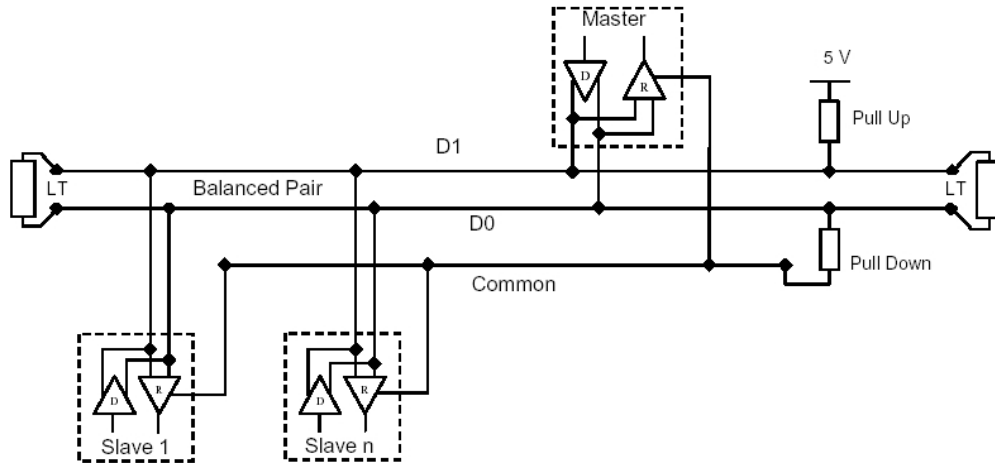 Master
D
R
5 V
Pull Up
D1
LT
Balanced Pair
LT
D0
Pull Down
Common
D
R
Slave 1
D
R
Slave n